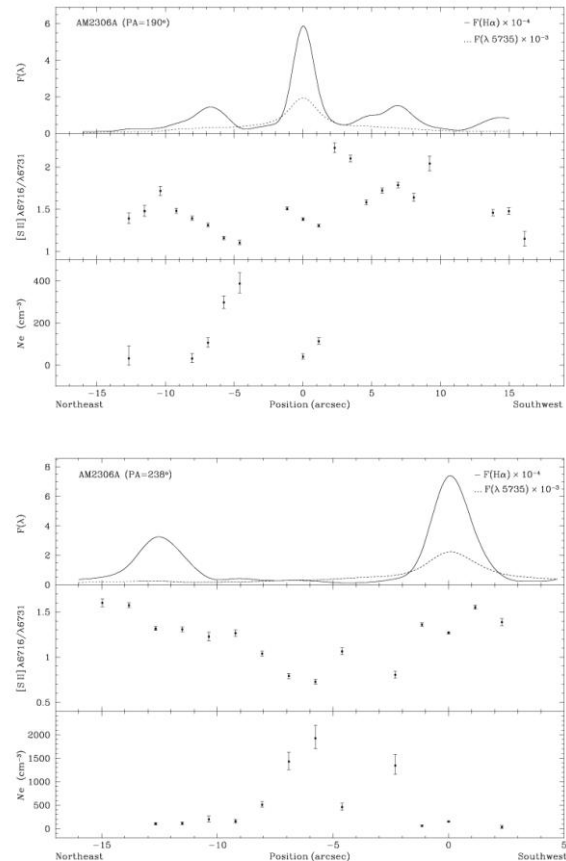 AM2306A (PA=190°)
– F(Hα) × 10⁻⁴
... F(λ 5735) × 10⁻³
F(λ)
6
4
2
0
[S II] λ6716/λ6731
2
1.5
1
Ne (cm⁻³)
400
200
0
−15 −10 −5 0 5 10 15
Northeast Position (arcsec) Southwest
AM2306A (PA=238°)
– F(Hα) × 10⁻⁴
... F(λ 5735) × 10⁻³
F(λ)
8
6
4
2
0
[S II] λ6716/λ6731
1.5
1
0.5
Ne (cm⁻³)
2000
1500
1000
500
0
−15 −10 −5 0 5
Northeast Position (arcsec) Southwest